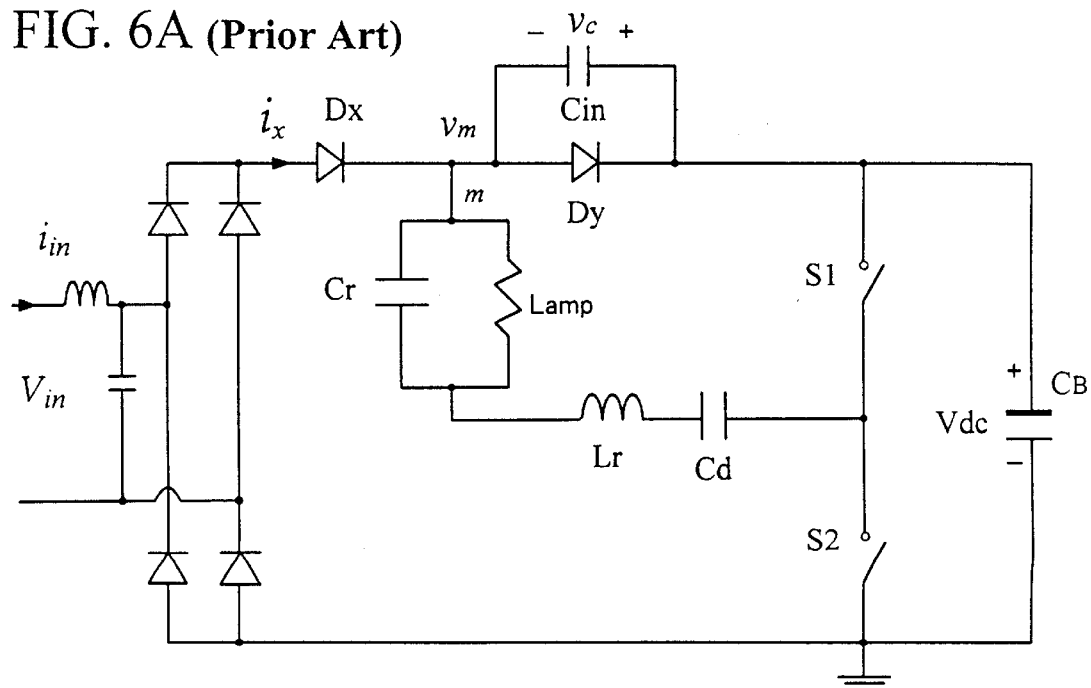 FIG. 6A (Prior Art)
− vc +
Cin
Dx
ix
vm
m
Dy
iin
Cr
Lamp
S1
Vin
+
CB
Vdc
−
Lr
Cd
S2